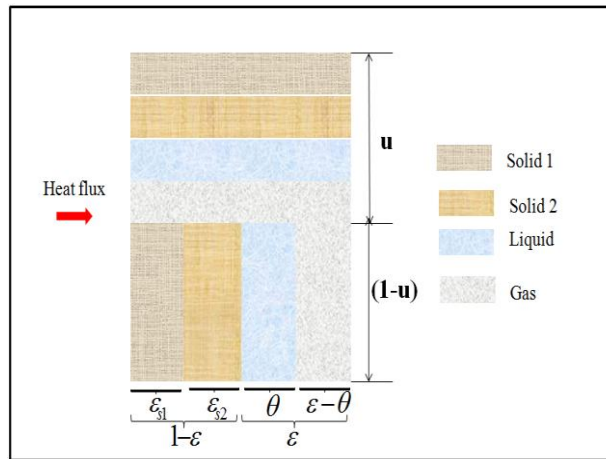 u
Heat flux
Solid 1
Solid 2
Liquid
Gas
(1-u)
εs1 εs2 θ ε−θ
1−ε ε